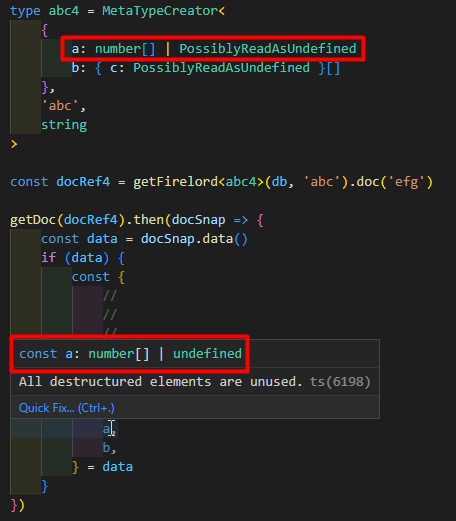 type abc4 = MetaTypeCreator<
{
a: number[] | PossiblyReadAsUndefined
b: { c: PossiblyReadAsUndefined }[]
},
'abc',
string
>
const docRef4 = getFirelord<abc4>(db, 'abc').doc('efg')
getDoc(docRef4).then(docSnap => {
const data = docSnap.data()
if (data) {
const {
//
//
//
const a: number[] | undefined
All destructured elements are unused. ts(6198)
Quick Fix... (Ctrl+.)
a,
b,
} = data
}
})